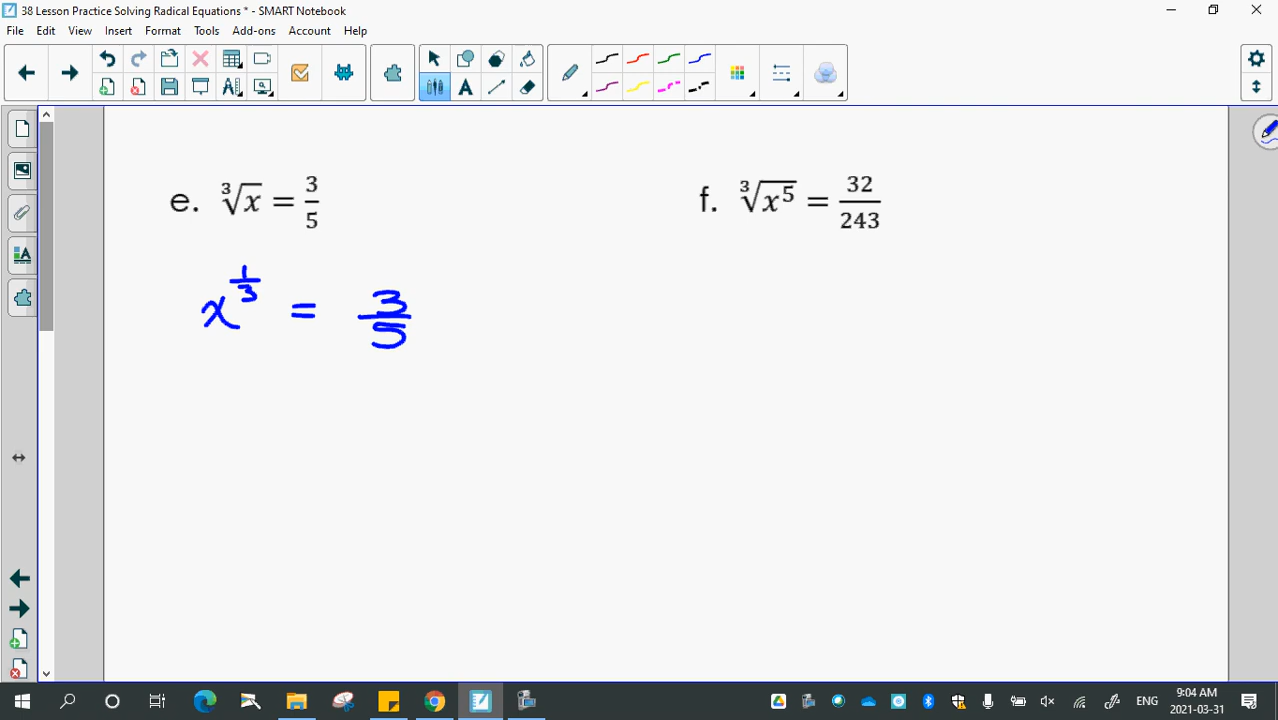 38 Lesson Practice Solving Radical Equations * - SMART Notebook
File Edit View Insert Format Tools Add-ons Account Help
e. ∛x = 3/5
f. ∛x⁵ = 32/243
x^(1/3) = 3/5
ENG
9:04 AM
2021-03-31